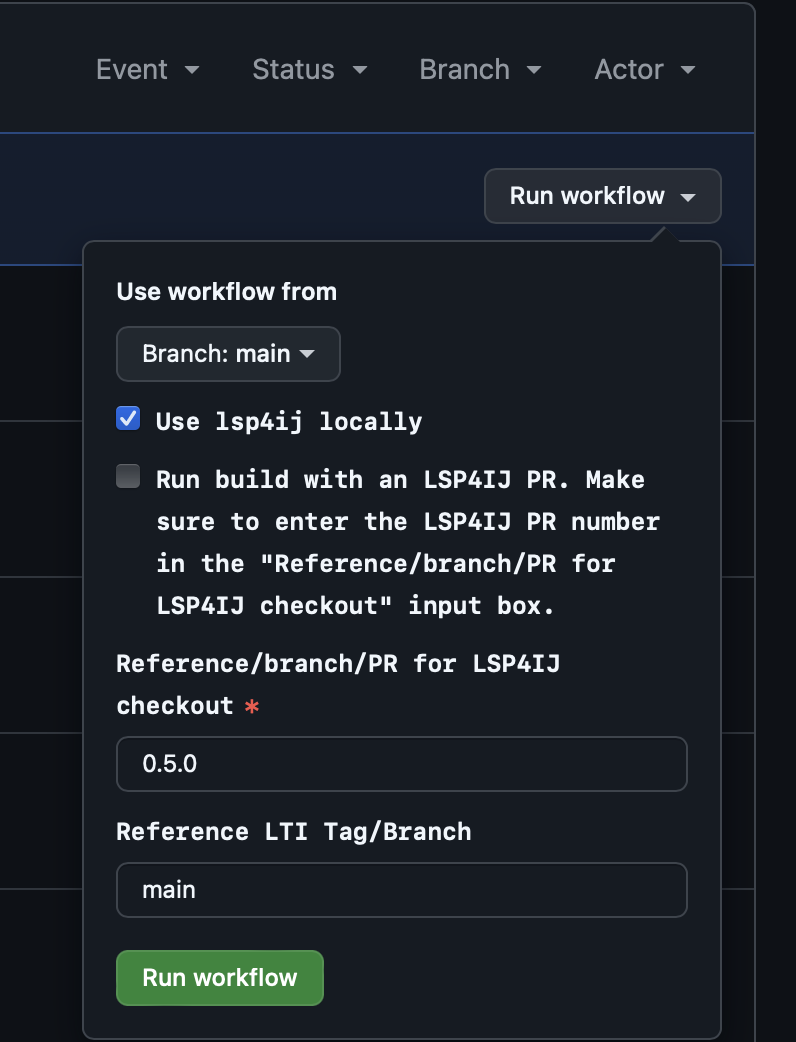 Event Status Branch Actor
Run workflow
Use workflow from
Branch: main
Use lsp4ij locally
Run build with an LSP4IJ PR. Make
sure to enter the LSP4IJ PR number
in the "Reference/branch/PR for
LSP4IJ checkout" input box.
Reference/branch/PR for LSP4IJ
checkout *
0.5.0
Reference LTI Tag/Branch
main
Run workflow